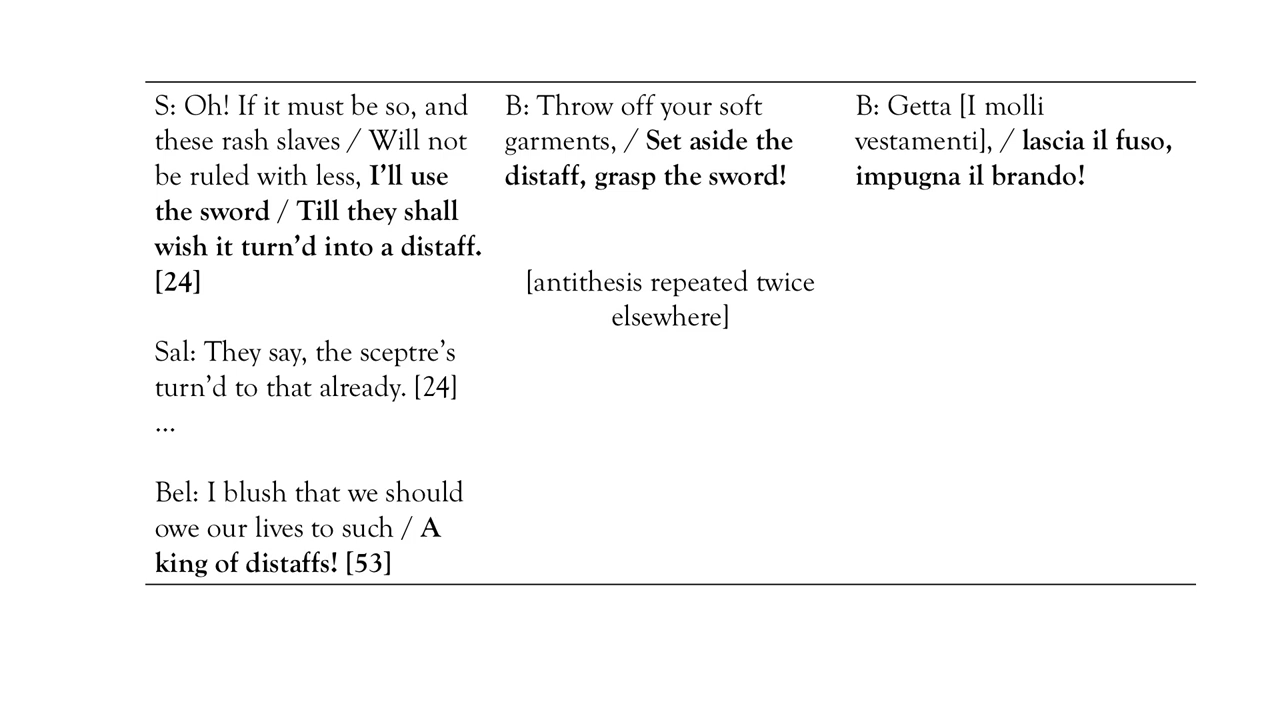 S: Oh! If it must be so, and
these rash slaves / Will not
be ruled with less, I’ll use
the sword / Till they shall
wish it turn’d into a distaff.
[24]
Sal: They say, the sceptre’s
turn’d to that already. [24]
...
Bel: I blush that we should
owe our lives to such / A
king of distaffs! [53]
B: Throw off your soft
garments, / Set aside the
distaff, grasp the sword!
[antithesis repeated twice
elsewhere]
B: Getta [I molli
vestamenti], / lascia il fuso,
impugna il brando!